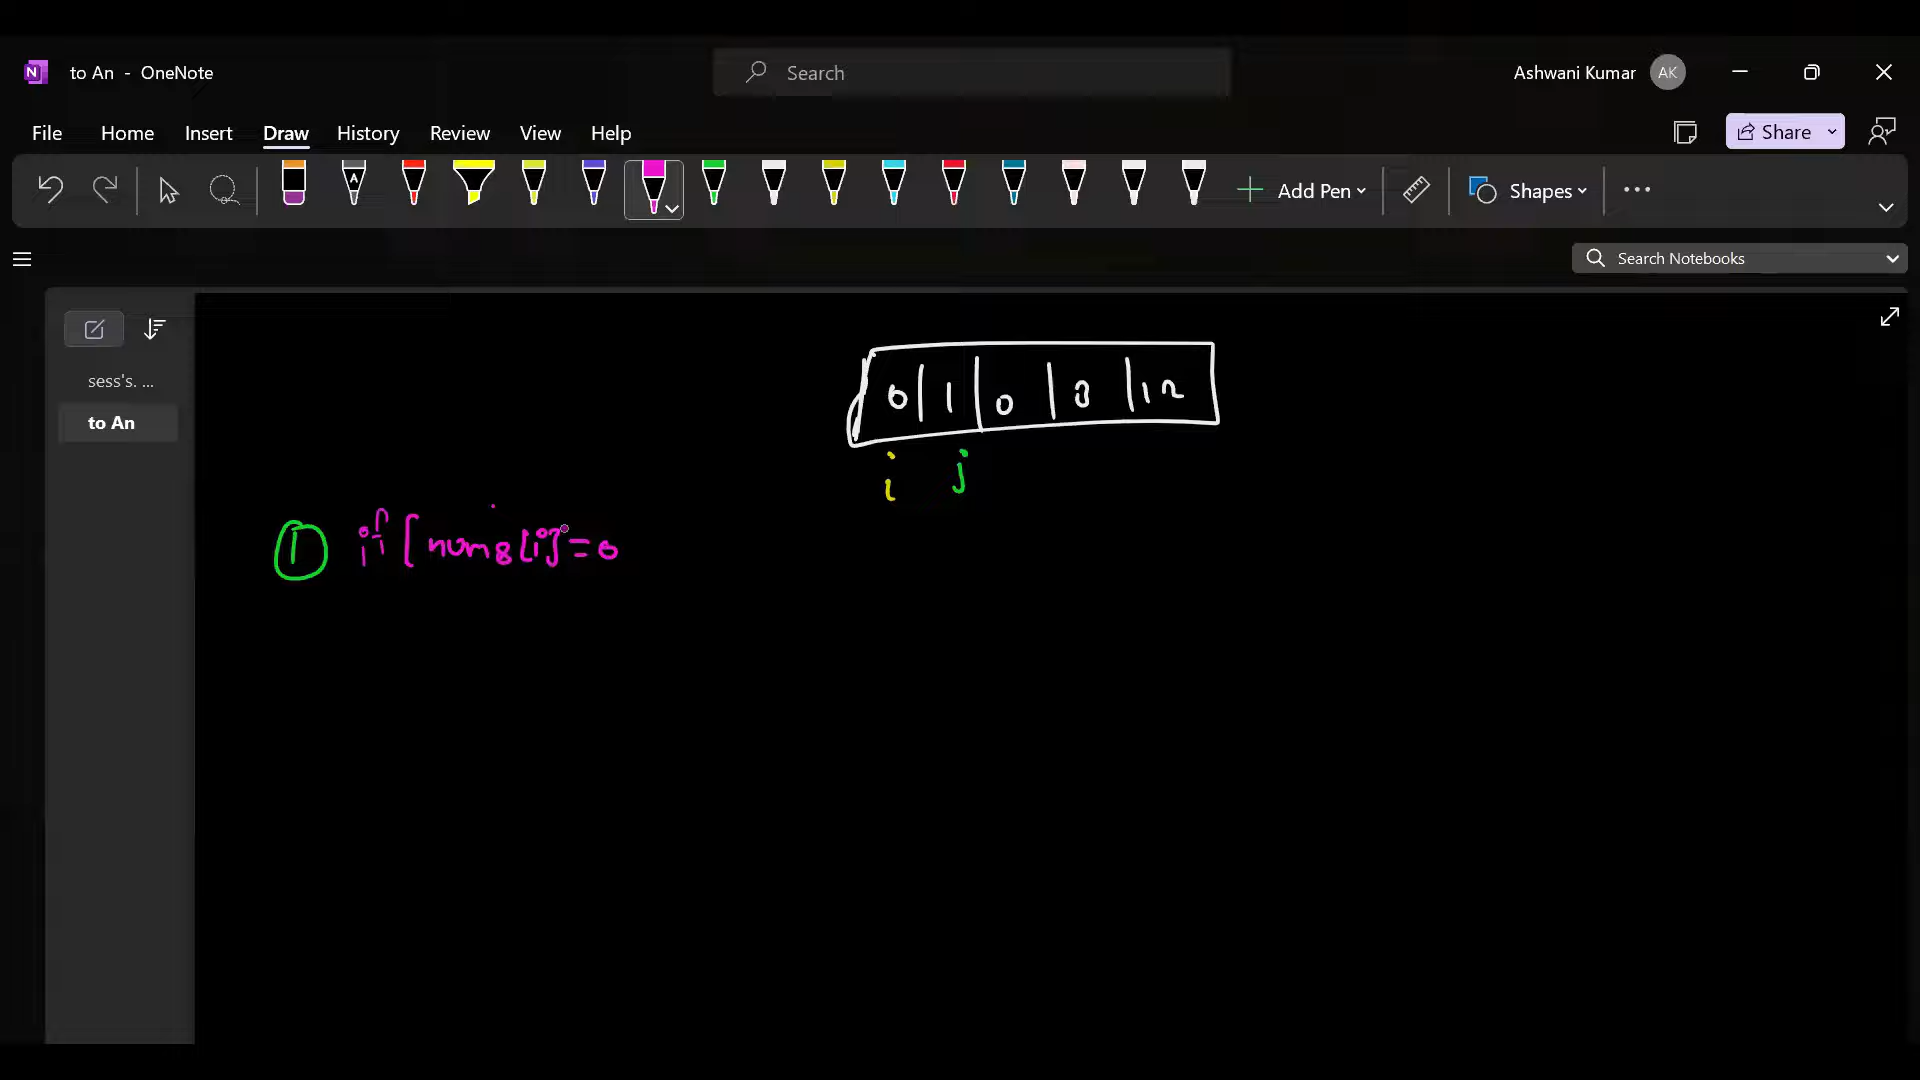 to An - OneNote
Search
Ashwani Kumar AK
File Home Insert Draw History Review View Help
Share
A
Add Pen
Shapes
Search Notebooks
sess's. ...
to An
0 | 1 | 0 | 3 | 12
i j
① if [ nums[i] = 0